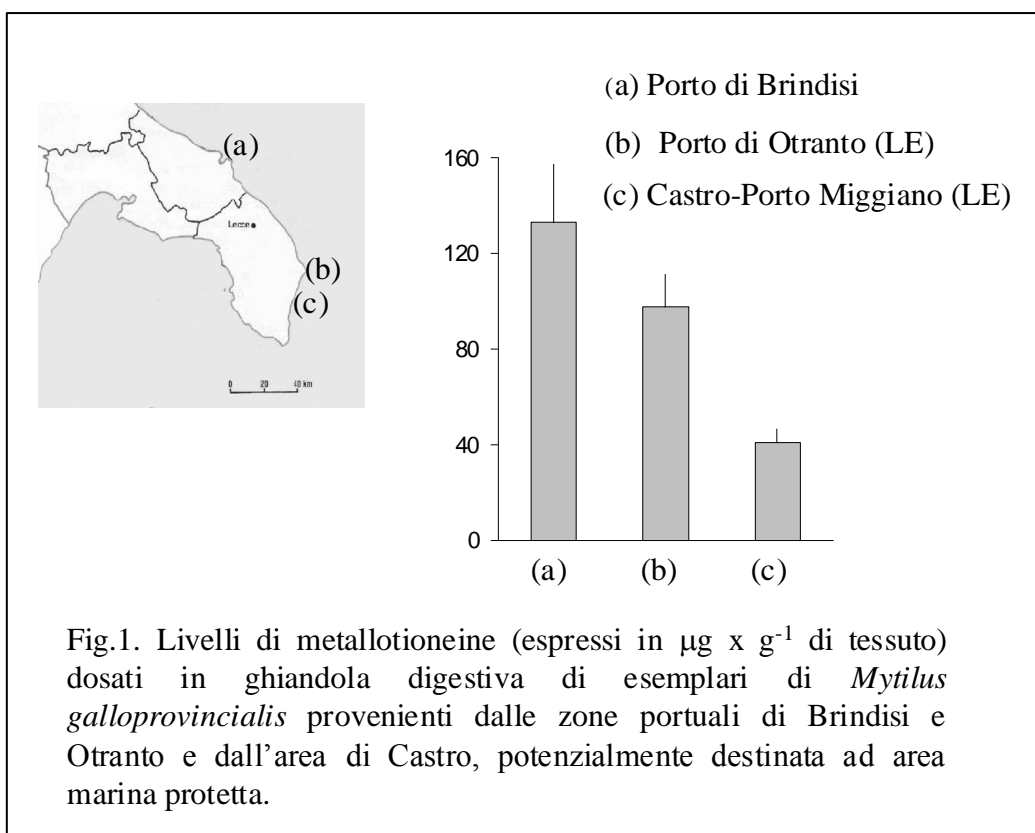 (a) Porto di Brindisi
(b) Porto di Otranto (LE)
(c) Castro-Porto Miggiano (LE)
(a)
Lecce
(b)
(c)
0 20 40 km
160
120
80
40
0
(a) (b) (c)
Fig.1. Livelli di metallotioneine (espressi in μg x g⁻¹ di tessuto)
dosati in ghiandola digestiva di esemplari di Mytilus
galloprovincialis provenienti dalle zone portuali di Brindisi e
Otranto e dall’area di Castro, potenzialmente destinata ad area
marina protetta.